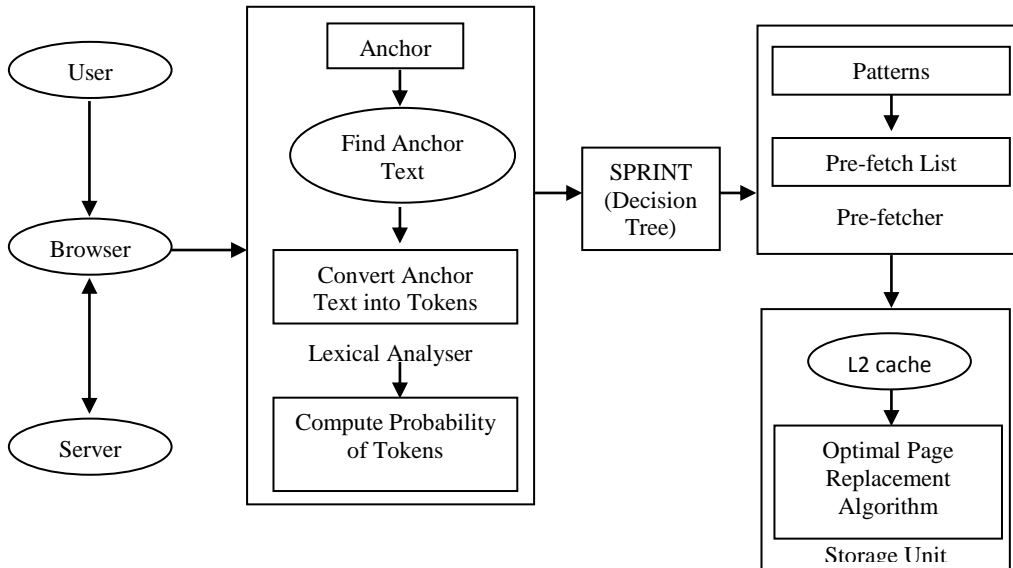 User
Browser
Server
Anchor
Find Anchor
Text
Convert Anchor
Text into Tokens
Lexical Analyser
Compute Probability
of Tokens
SPRINT
(Decision
Tree)
Patterns
Pre-fetch List
Pre-fetcher
L2 cache
Optimal Page
Replacement
Algorithm
Storage Unit